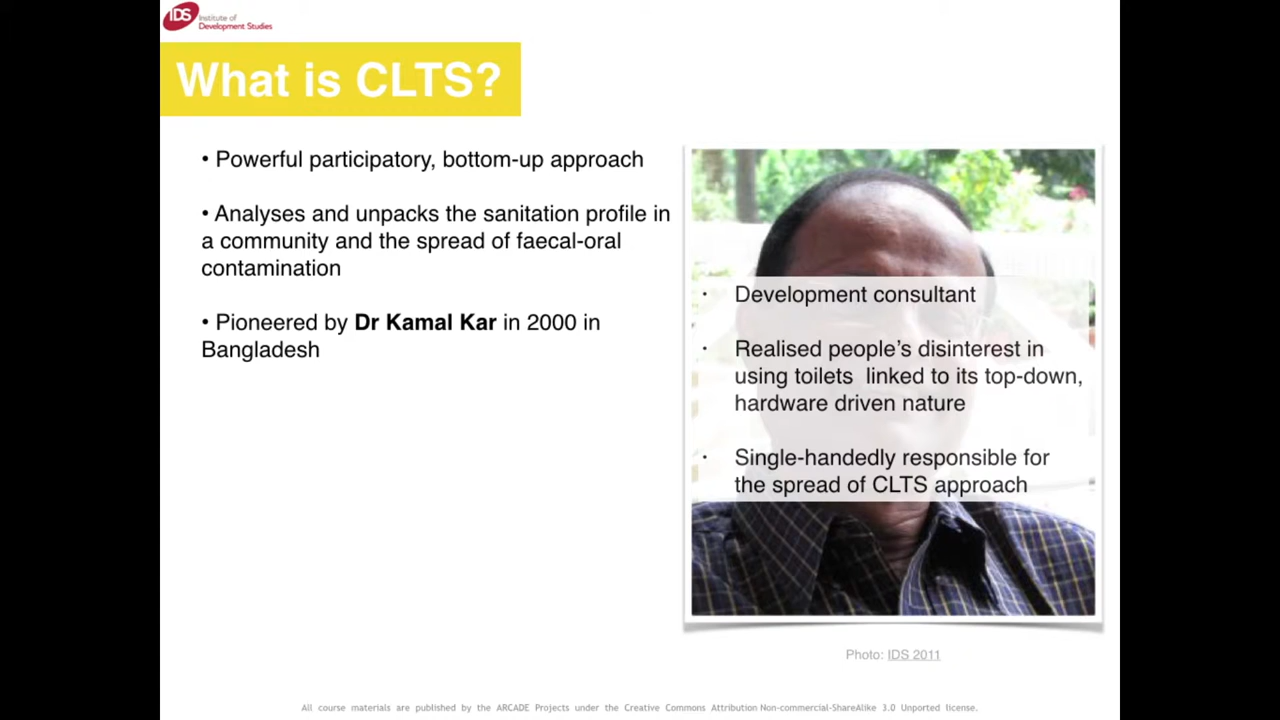 IDS Institute of
Development Studies
What is CLTS?
• Powerful participatory, bottom-up approach
• Analyses and unpacks the sanitation profile in
a community and the spread of faecal-oral
contamination
• Pioneered by Dr Kamal Kar in 2000 in
Bangladesh
· Development consultant
· Realised people’s disinterest in
using toilets  linked to its top-down,
hardware driven nature
· Single-handedly responsible for
the spread of CLTS approach
Photo: IDS 2011
All course materials are published by the ARCADE Projects under the Creative Commons Attribution Non-commercial-ShareAlike 3.0 Unported license.